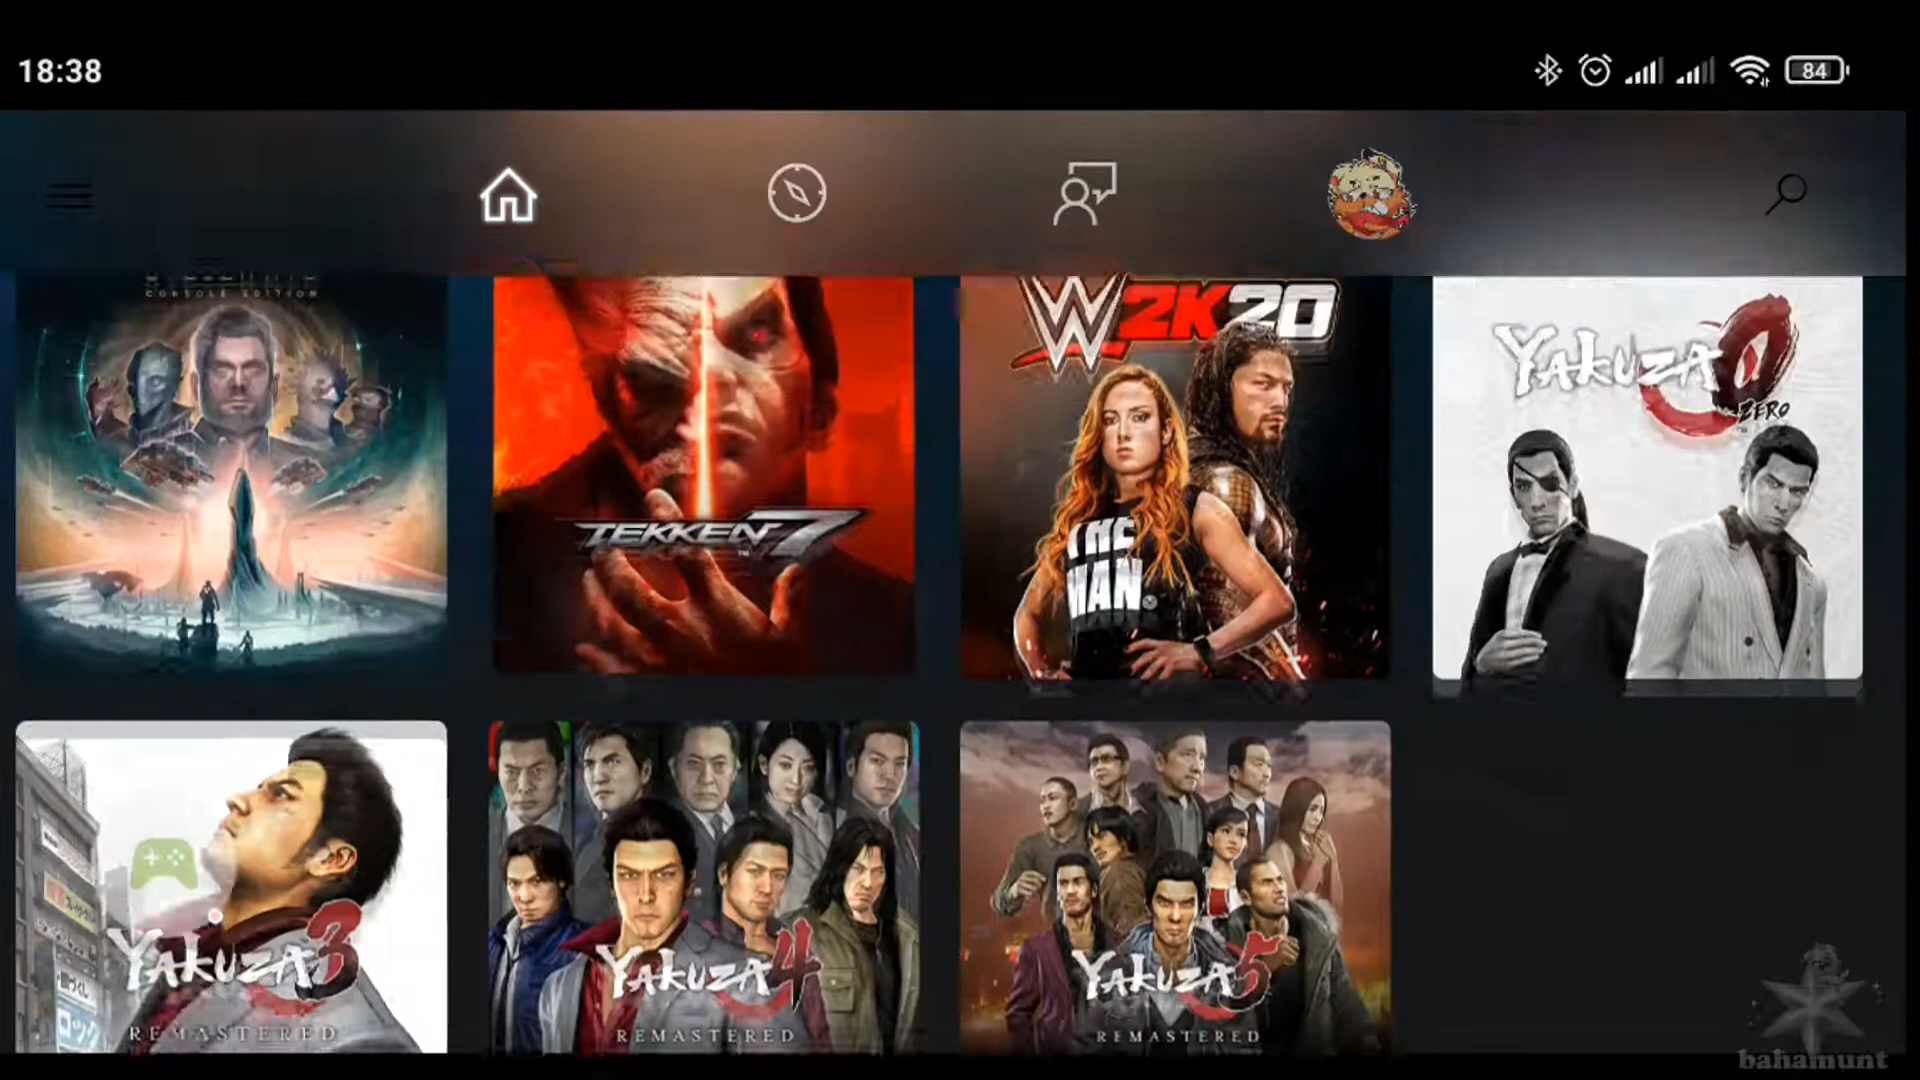 18:38
84
CONSOLE EDITION
TEKKEN 7
W 2K20
THE
MAN.
YAKUZA 0
ZERO
YAKUZA 3
REMASTERED
YAKUZA 4
REMASTERED
YAKUZA 5
REMASTERED
bahamunt